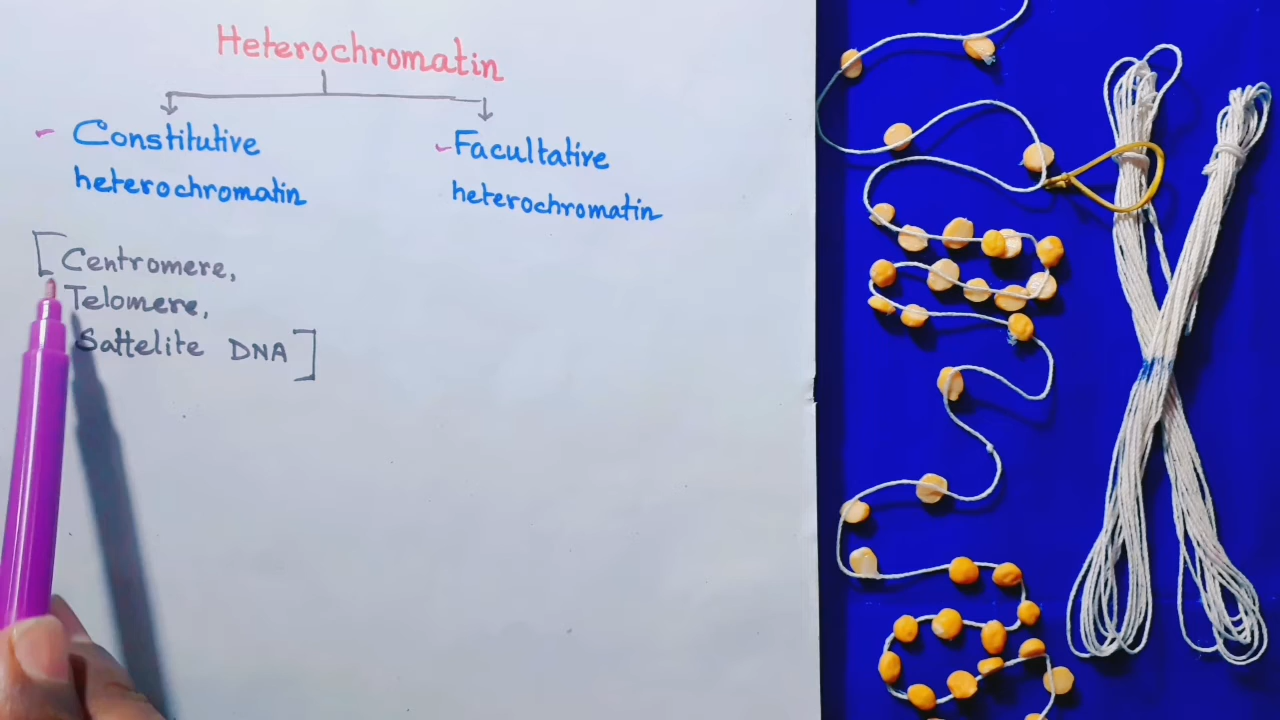 Heterochromatin
Constitutive
heterochromatin
Facultative
heterochromatin
[Centromere,
Telomere,
Sattelite DNA]